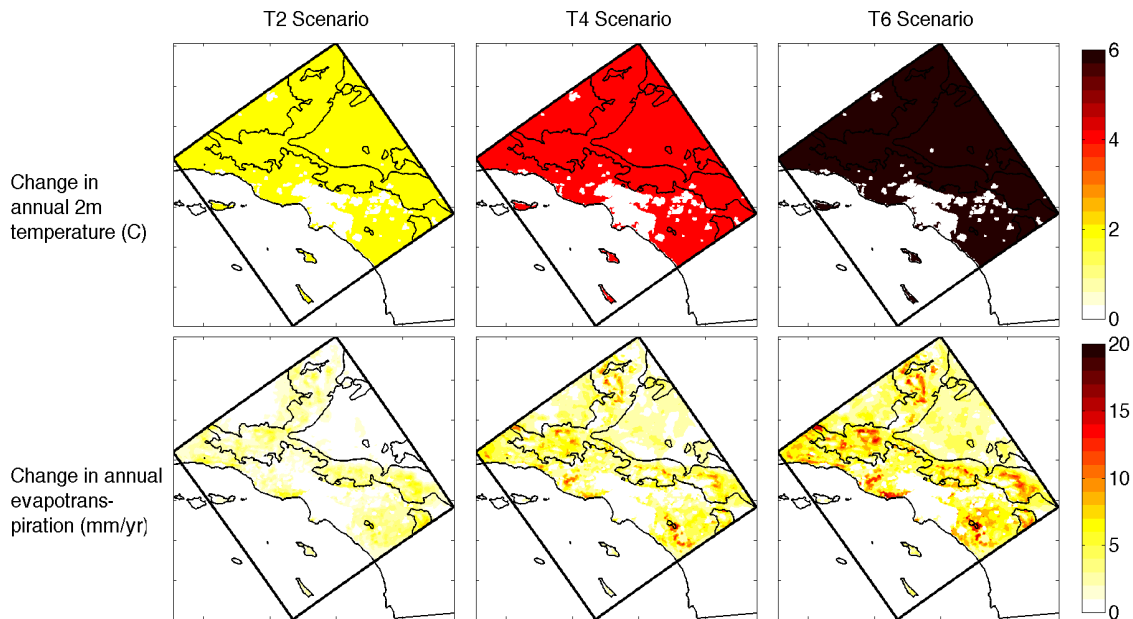 T2 Scenario
T4 Scenario
T6 Scenario
Change in
annual 2m
temperature (C)
6
4
2
0
Change in annual
evapotrans-
piration (mm/yr)
20
15
10
5
0